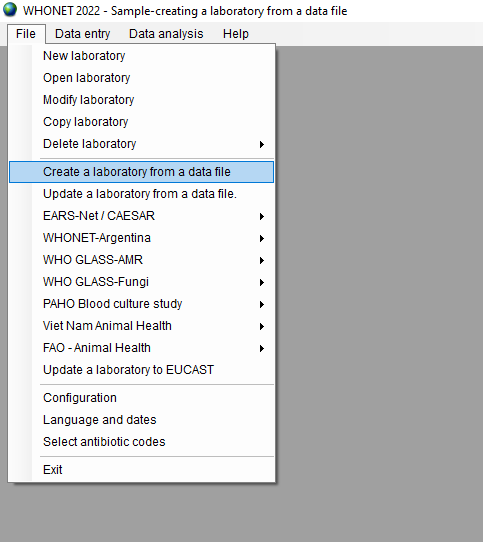 WHONET 2022 - Sample-creating a laboratory from a data file
File Data entry Data analysis Help
New laboratory
Open laboratory
Modify laboratory
Copy laboratory
Delete laboratory
Create a laboratory from a data file
Update a laboratory from a data file.
EARS-Net / CAESAR
WHONET-Argentina
WHO GLASS-AMR
WHO GLASS-Fungi
PAHO Blood culture study
Viet Nam Animal Health
FAO - Animal Health
Update a laboratory to EUCAST
Configuration
Language and dates
Select antibiotic codes
Exit